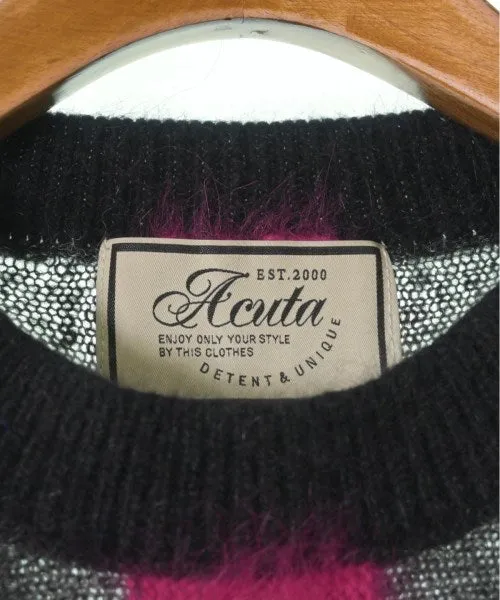 EST.2000
Acuta
ENJOY ONLY YOUR STYLE
BY THIS CLOTHES
DETENT & UNIQUE